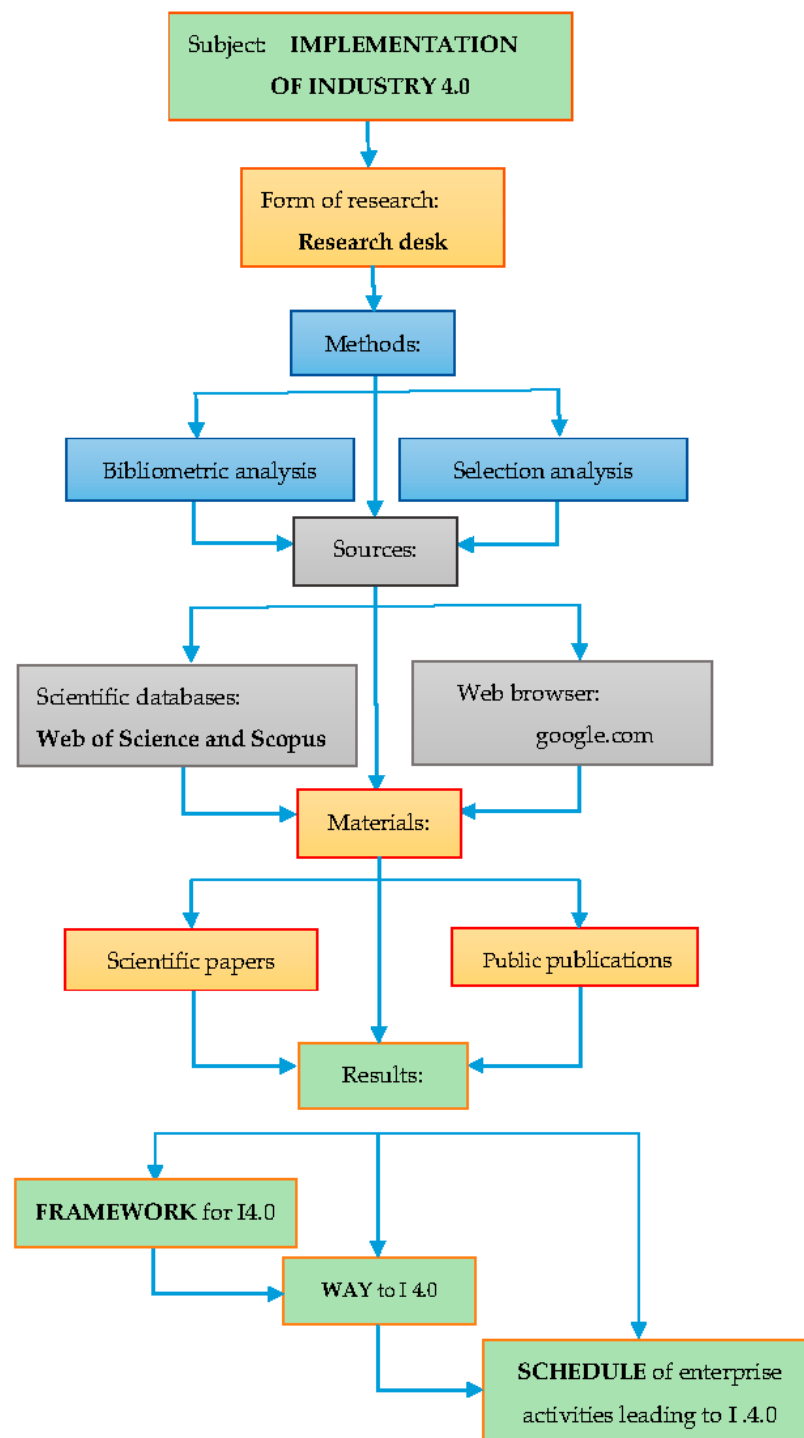 Subject: IMPLEMENTATION
OF INDUSTRY 4.0
Form of research:
Research desk
Methods:
Bibliometric analysis
Selection analysis
Sources:
Scientific databases:
Web of Science and Scopus
Web browser:
google.com
Materials:
Scientific papers
Public publications
Results:
FRAMEWORK for I4.0
WAY to I 4.0
SCHEDULE of enterprise
activities leading to I .4.0